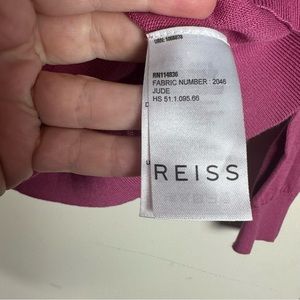 RN114836
FABRIC NUMBER : 2046
JUDE
HS 51.1.095.66
REISS